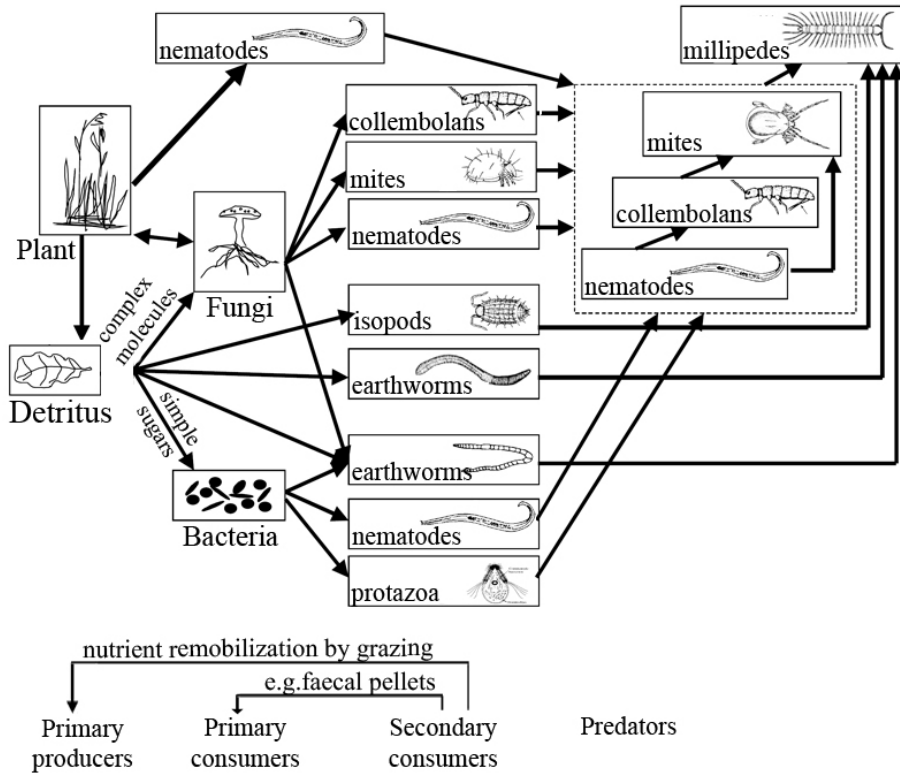 nematodes
millipedes
collembolans
mites
mites
collembolans
nematodes
nematodes
Plant
Fungi
complex
molecules
isopods
Detritus
earthworms
simple
sugars
earthworms
Bacteria
nematodes
protazoa
nutrient remobilization by grazing
e.g.faecal pellets
Primary
producers
Primary
consumers
Secondary
consumers
Predators